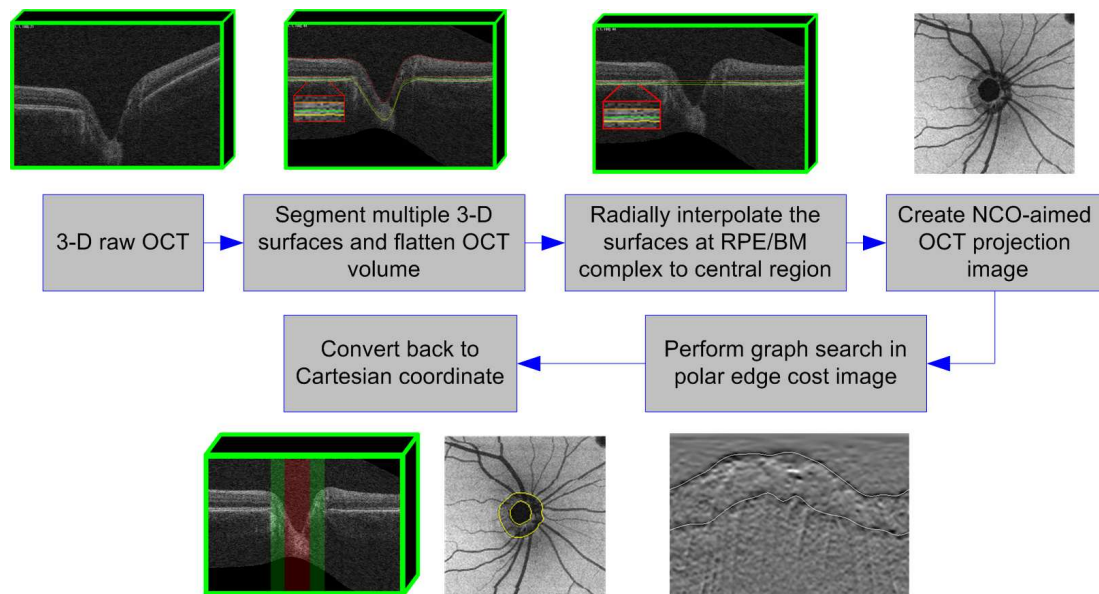 3-D raw OCT
Segment multiple 3-D
surfaces and flatten OCT
volume
Radially interpolate the
surfaces at RPE/BM
complex to central region
Create NCO-aimed
OCT projection
image
Convert back to
Cartesian coordinate
Perform graph search in
polar edge cost image